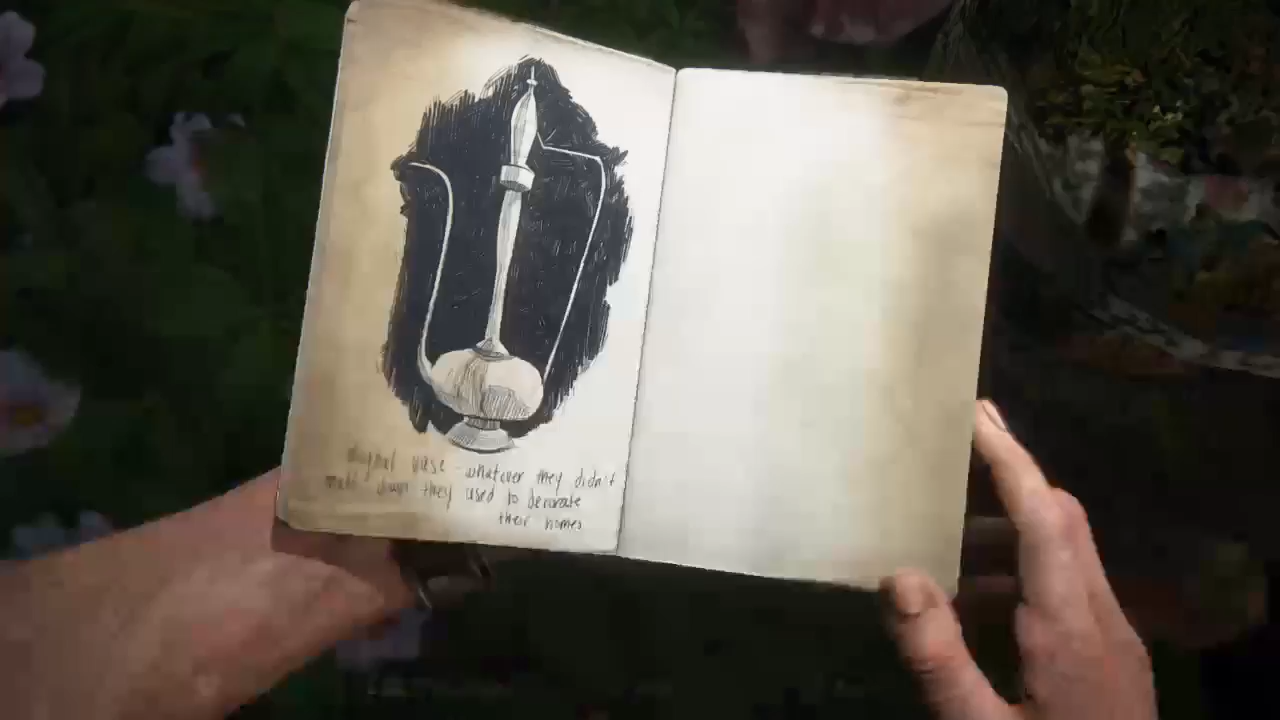 vase - whatever they didn't
melt down they used to decorate
their homes